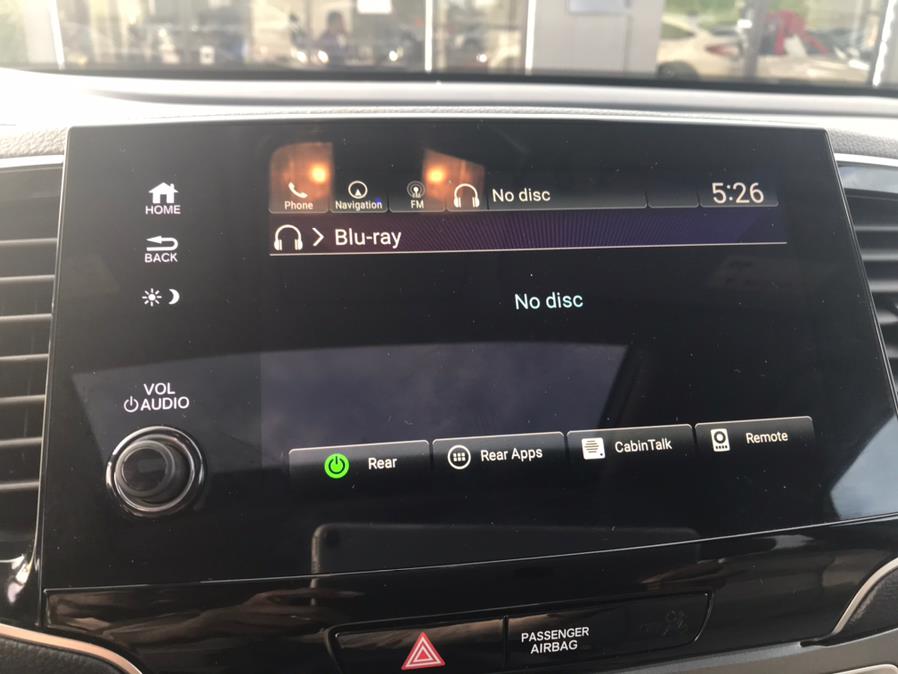 HOME
BACK
VOL
AUDIO
Phone
Navigation
FM
No disc
5:26
Blu-ray
No disc
Rear
Rear Apps
CabinTalk
Remote
PASSENGER
AIRBAG